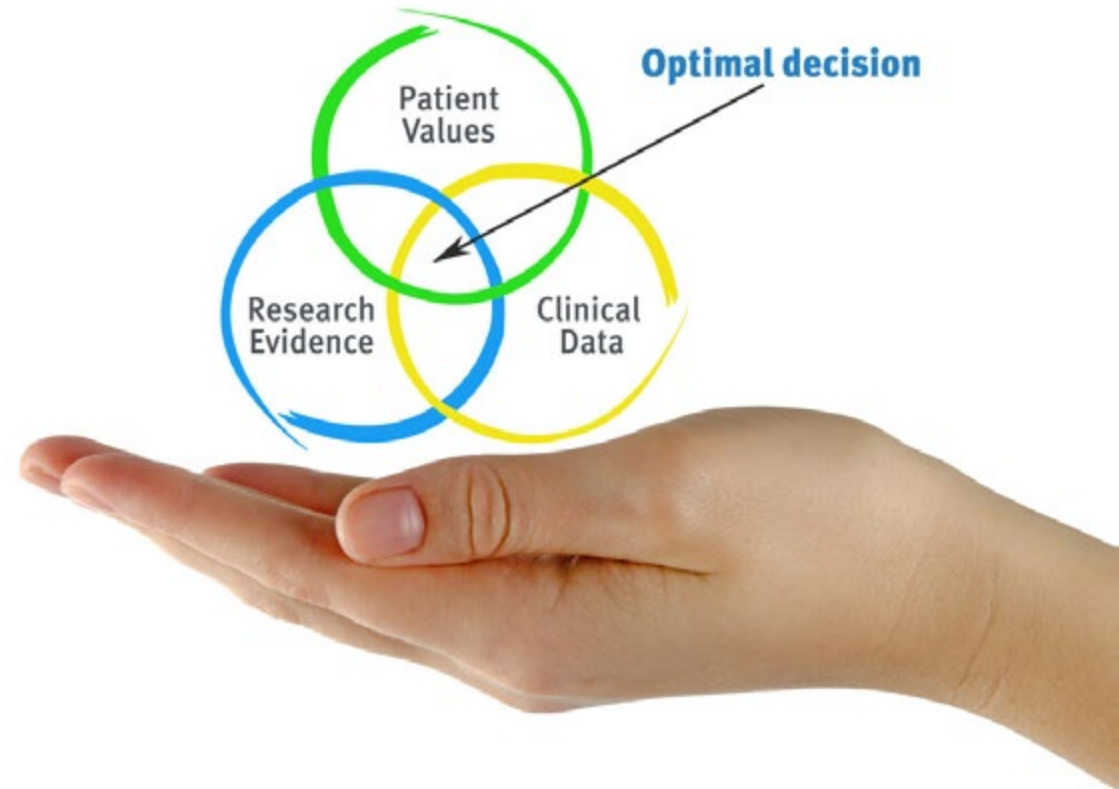 Optimal decision
Patient
Values
Research
Evidence
Clinical
Data